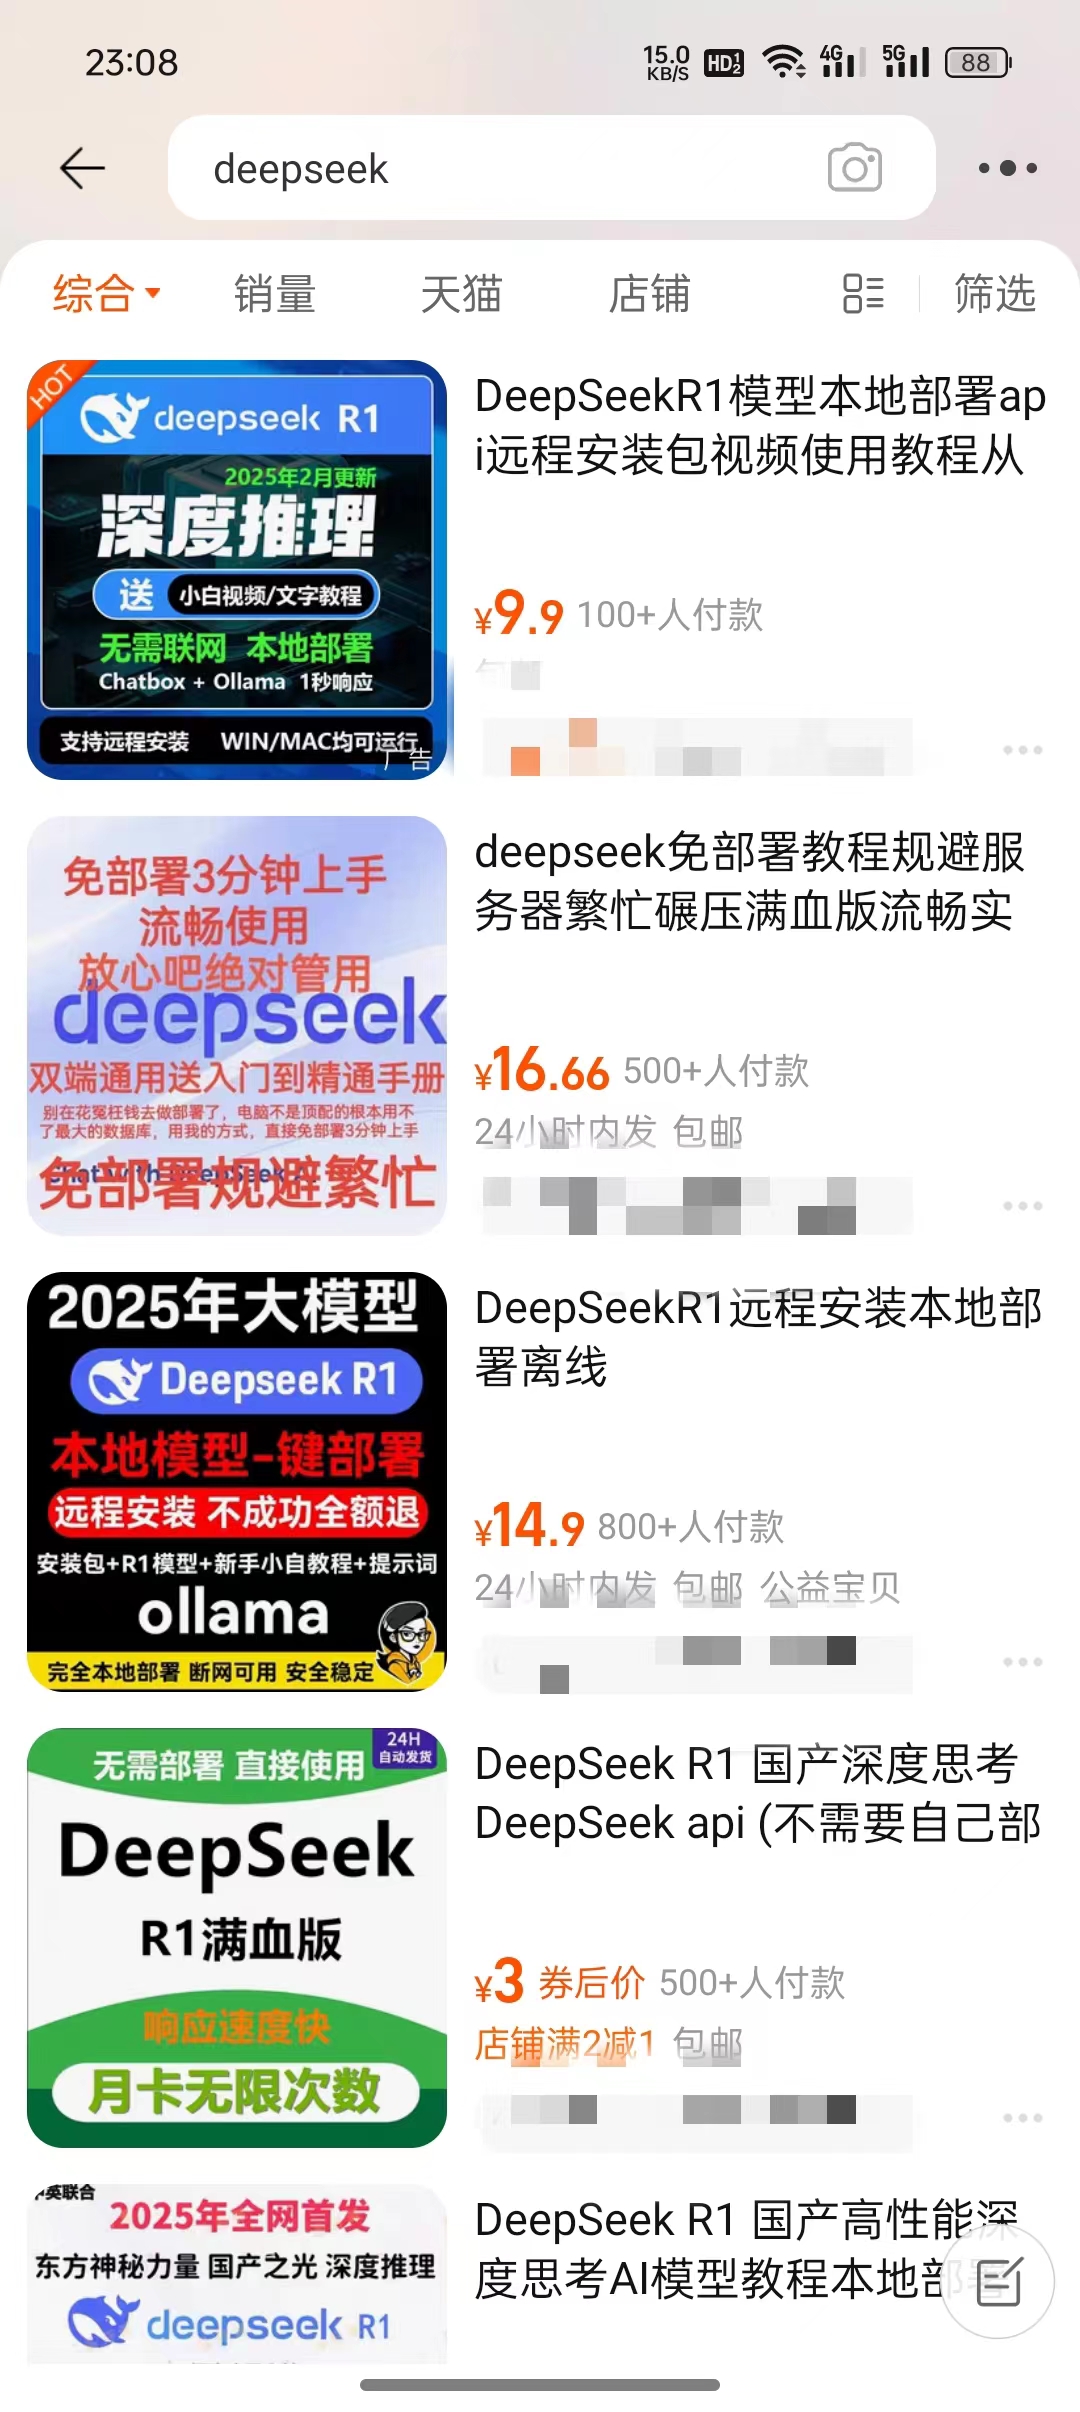 23:08
15.0 KB/S HD 1 2 4G 5G 88
deepseek
综合 销量 天猫 店铺 筛选
HOT
deepseek R1
2025年2月更新
深度推理
送 小白视频/文字教程
无需联网 本地部署
Chatbox + Ollama 1秒响应
支持远程安装 WIN/MAC均可运行
广告
DeepSeekR1模型本地部署ap
i远程安装包视频使用教程从
¥9.9 100+人付款
包邮
免部署3分钟上手
流畅使用
放心吧绝对管用
deepseek
双端通用送入门到精通手册
别在花冤枉钱去做部署了，电脑不是顶配的根本用不
了最大的数据库，用我的方式，直接免部署3分钟上手
免部署规避繁忙
deepseek免部署教程规避服
务器繁忙碾压满血版流畅实
¥16.66 500+人付款
24小时内发 包邮
2025年大模型
Deepseek R1
本地模型-键部署
远程安装 不成功全额退
安装包+R1模型+新手小自教程+提示词
ollama
完全本地部署 断网可用 安全稳定
DeepSeekR1远程安装本地部
署离线
¥14.9 800+人付款
24小时内发 包邮 公益宝贝
24H
自动发货
无需部署 直接使用
DeepSeek
R1满血版
响应速度快
月卡无限次数
DeepSeek R1 国产深度思考
DeepSeek api (不需要自己部
¥3 券后价 500+人付款
店铺满2减1 包邮
英联合
2025年全网首发
东方神秘力量 国产之光 深度推理
deepseek R1
DeepSeek R1 国产高性能深
度思考AI模型教程本地部署